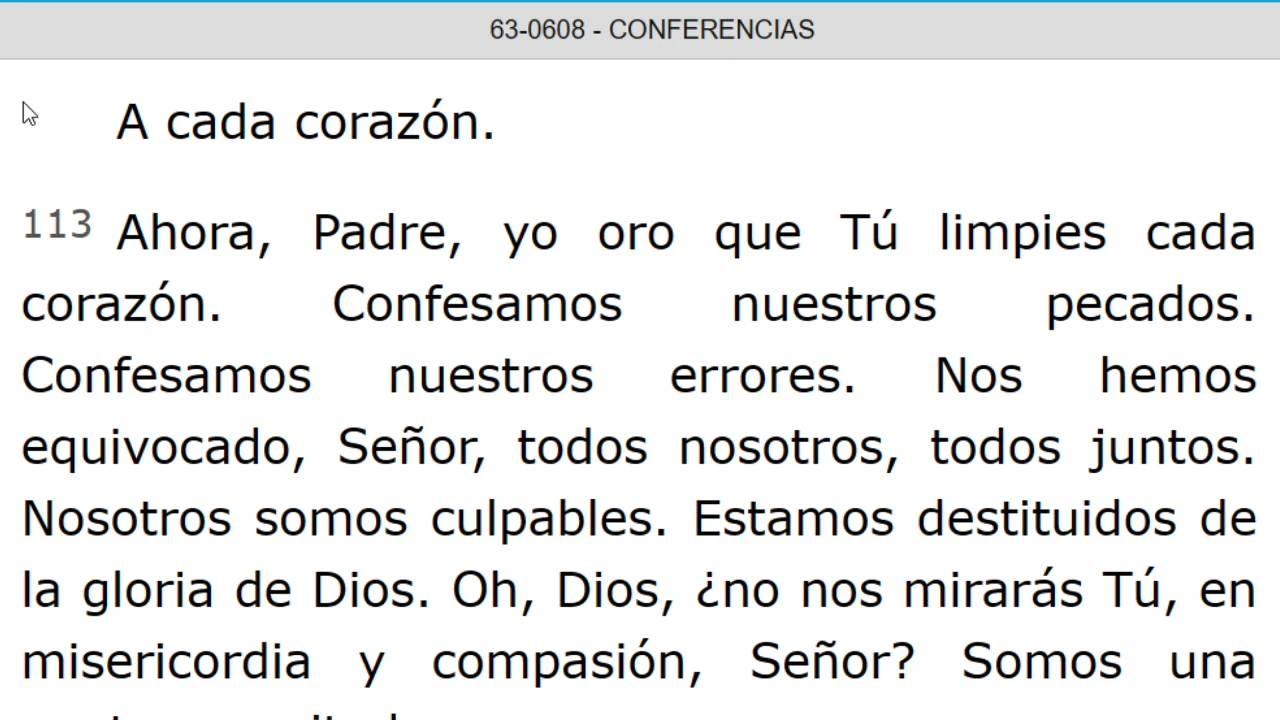 63-0608 - CONFERENCIAS
A cada corazón.
113 Ahora, Padre, yo oro que Tú limpies cada
corazón. Confesamos nuestros pecados.
Confesamos nuestros errores. Nos hemos
equivocado, Señor, todos nosotros, todos juntos.
Nosotros somos culpables. Estamos destituidos de
la gloria de Dios. Oh, Dios, ¿no nos mirarás Tú, en
misericordia y compasión, Señor? Somos una